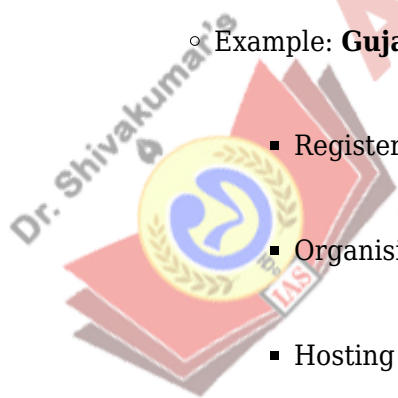 Dr. Shivakumar's
Example: Guja
Register
Organisi
IAS
Hosting